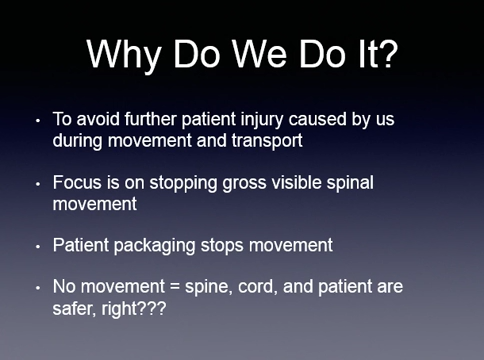 Why Do We Do It?
• To avoid further patient injury caused by us
during movement and transport
• Focus is on stopping gross visible spinal
movement
• Patient packaging stops movement
• No movement = spine, cord, and patient are
safer, right???